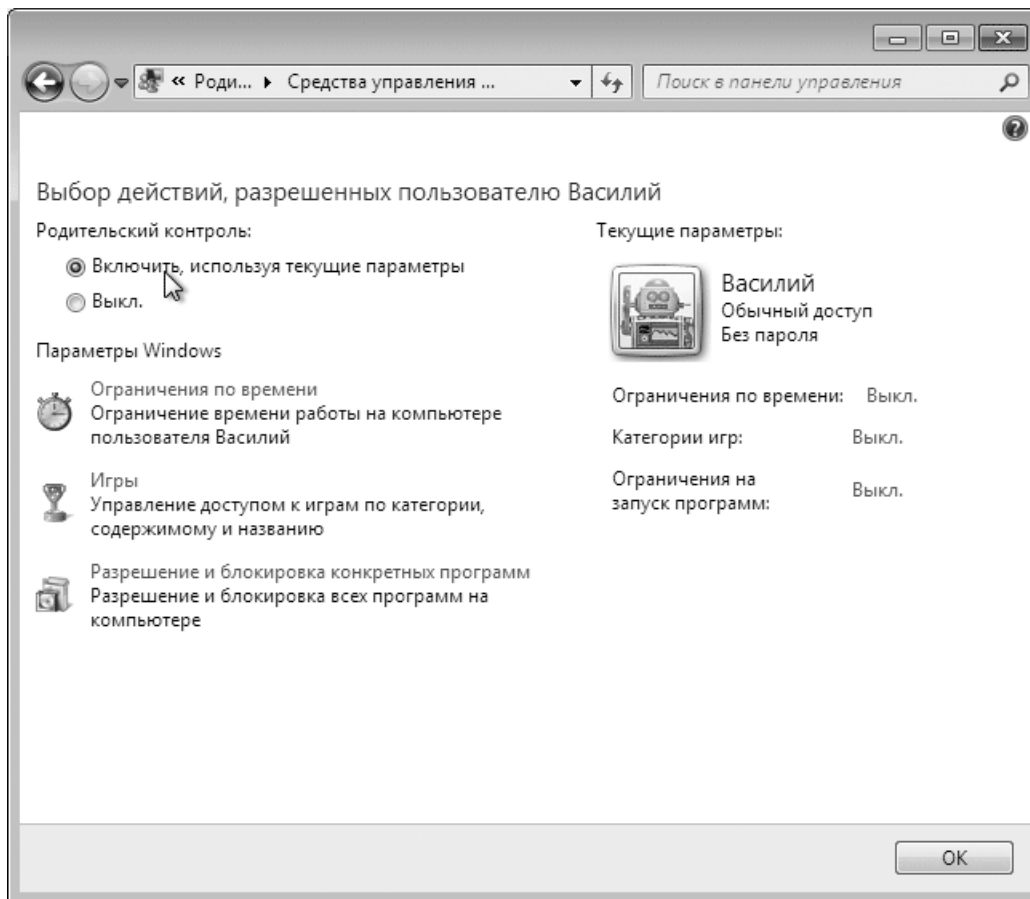 « Роди... Средства управления ...
Поиск в панели управления
Выбор действий, разрешенных пользователю Василий
Родительский контроль:
Включить, используя текущие параметры
Выкл.
Параметры Windows
Ограничения по времени
Ограничение времени работы на компьютере
пользователя Василий
Игры
Управление доступом к играм по категории,
содержимому и названию
Разрешение и блокировка конкретных программ
Разрешение и блокировка всех программ на
компьютере
Текущие параметры:
Василий
Обычный доступ
Без пароля
Ограничения по времени: Выкл.
Категории игр: Выкл.
Ограничения на
запуск программ: Выкл.
OK